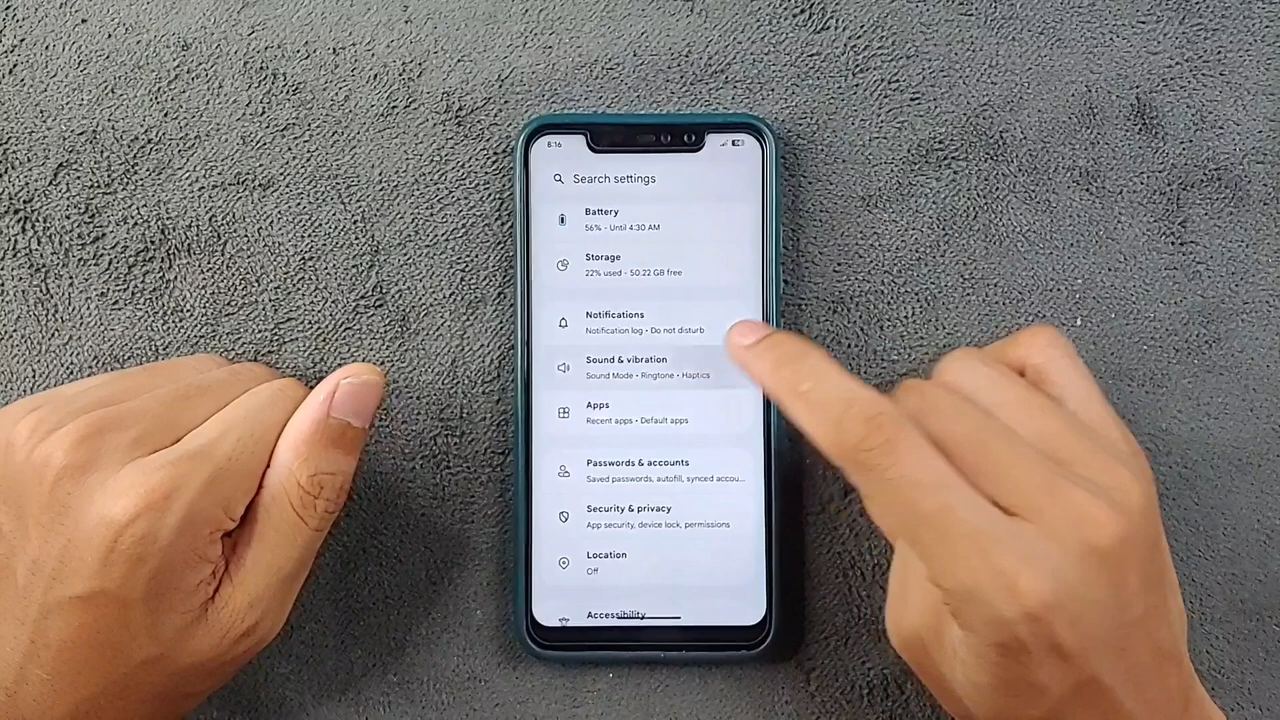 8:16
56
Search settings
Battery
56% - Until 4:30 AM
Storage
22% used - 50.22 GB free
Notifications
Notification log • Do not disturb
Sound & vibration
Sound Mode • Ringtone • Haptics
Apps
Recent apps • Default apps
Passwords & accounts
Saved passwords, autofill, synced accou...
Security & privacy
App security, device lock, permissions
Location
Off
Accessibility